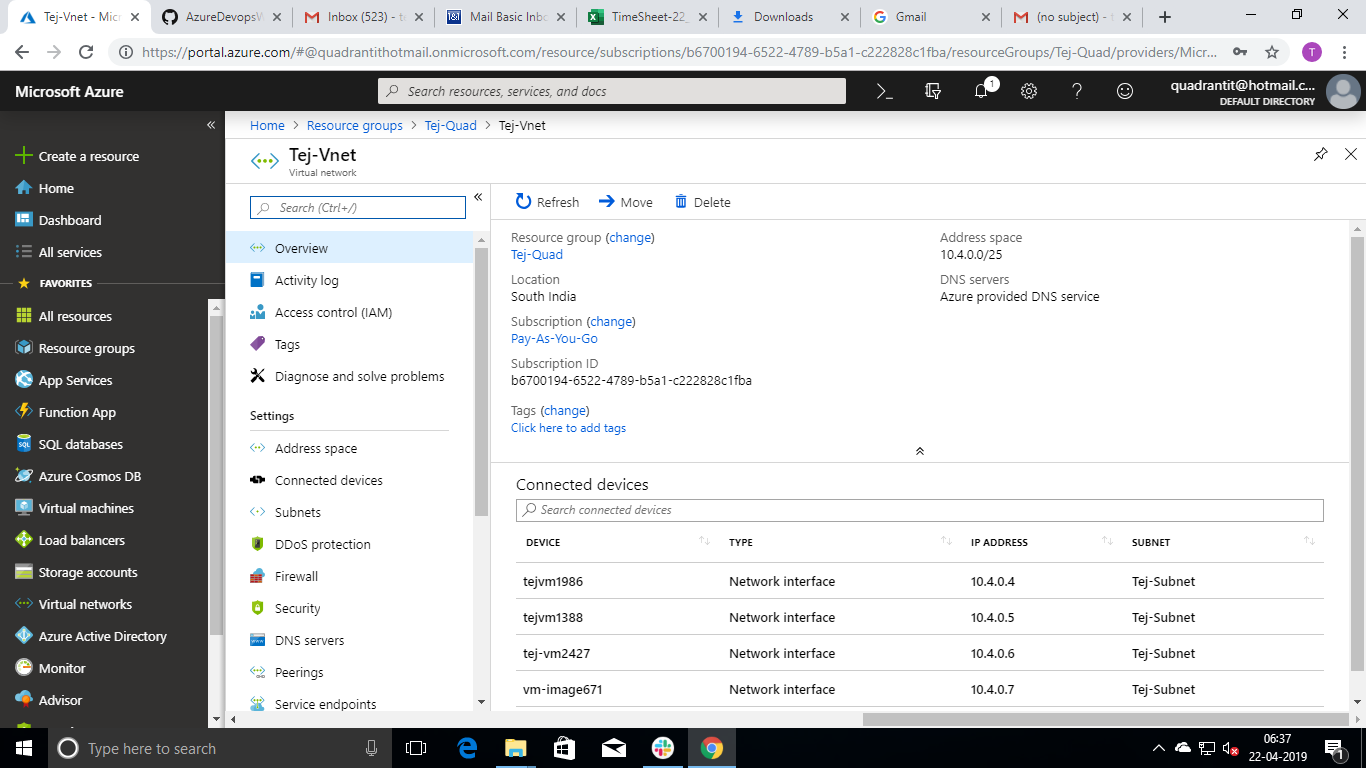 Tej-Vnet - Mic
AzureDevopsW
Inbox (523) - te
Mail Basic Inbo
TimeSheet-22_
Downloads
Gmail
(no subject) - t
https://portal.azure.com/#@quadrantithotmail.onmicrosoft.com/resource/subscriptions/b6700194-6522-4789-b5a1-c222828c1fba/resourceGroups/Tej-Quad/providers/Micr...
T
Microsoft Azure
Search resources, services, and docs
1
quadrantit@hotmail.c...
DEFAULT DIRECTORY
Create a resource
Home
Dashboard
All services
FAVORITES
All resources
Resource groups
App Services
Function App
SQL databases
Azure Cosmos DB
Virtual machines
Load balancers
Storage accounts
Virtual networks
Azure Active Directory
Monitor
Advisor
Home > Resource groups > Tej-Quad > Tej-Vnet
Tej-Vnet
Virtual network
Search (Ctrl+/)
Overview
Activity log
Access control (IAM)
Tags
Diagnose and solve problems
Settings
Address space
Connected devices
Subnets
DDoS protection
Firewall
Security
DNS servers
Peerings
Service endpoints
Refresh Move Delete
Resource group (change)
Tej-Quad
Location
South India
Subscription (change)
Pay-As-You-Go
Subscription ID
b6700194-6522-4789-b5a1-c222828c1fba
Tags (change)
Click here to add tags
Address space
10.4.0.0/25
DNS servers
Azure provided DNS service
Connected devices
Search connected devices
DEVICE TYPE IP ADDRESS SUBNET
tejvm1986 Network interface 10.4.0.4 Tej-Subnet
tejvm1388 Network interface 10.4.0.5 Tej-Subnet
tej-vm2427 Network interface 10.4.0.6 Tej-Subnet
vm-image671 Network interface 10.4.0.7 Tej-Subnet
Type here to search
06:37
22-04-2019
1